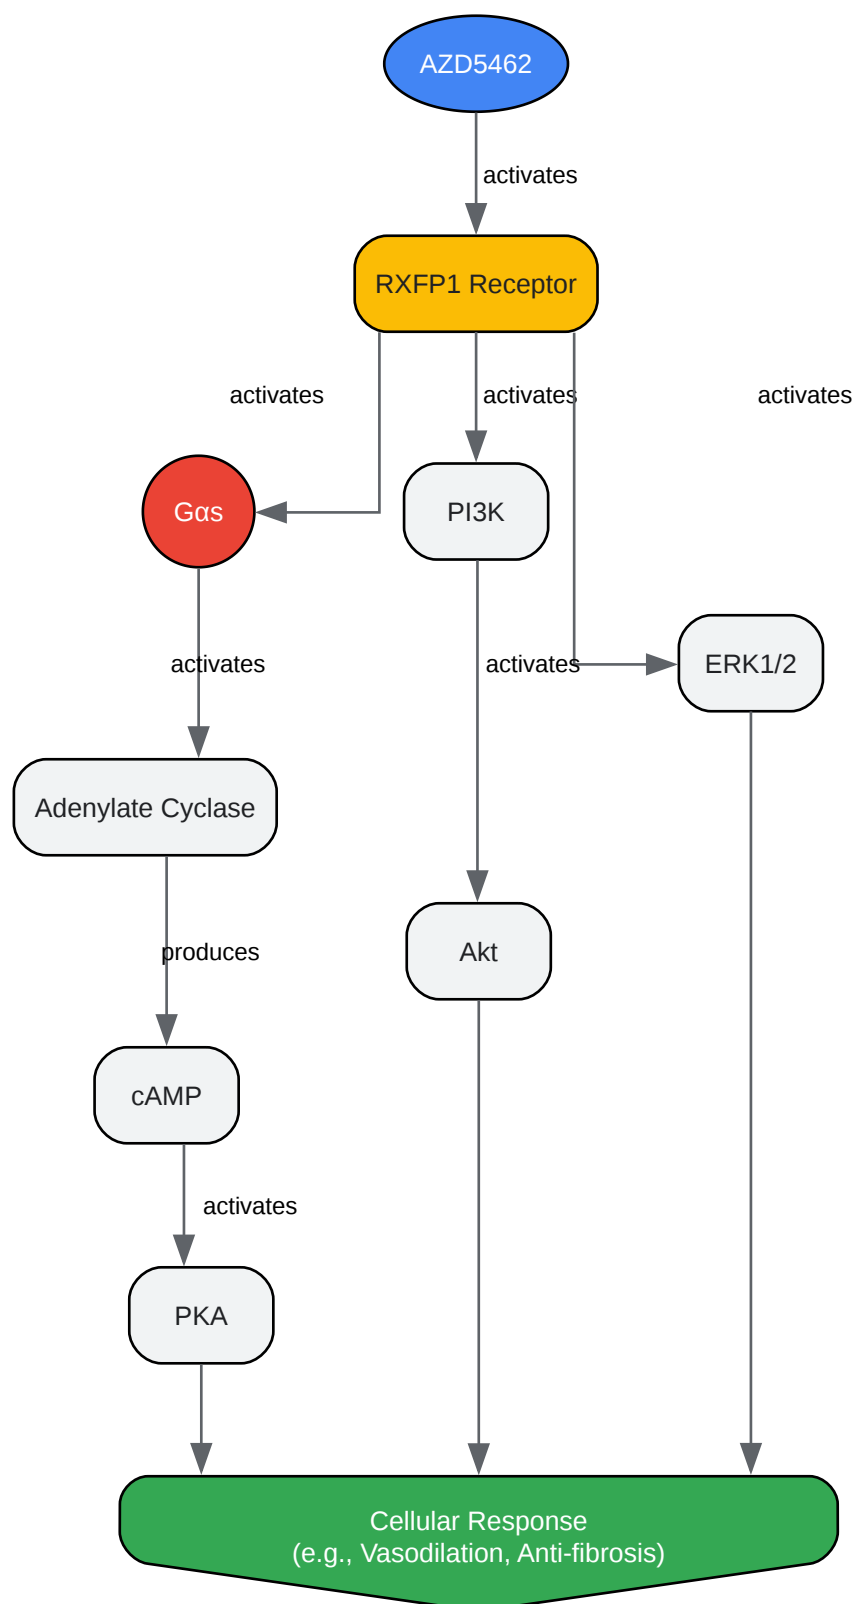 AZD5462
activates
RXFP1 Receptor
activates
activates
activates
Gαs
PI3K
activates
activates
ERK1/2
Adenylate Cyclase
produces
Akt
cAMP
activates
PKA
Cellular Response
(e.g., Vasodilation, Anti-fibrosis)